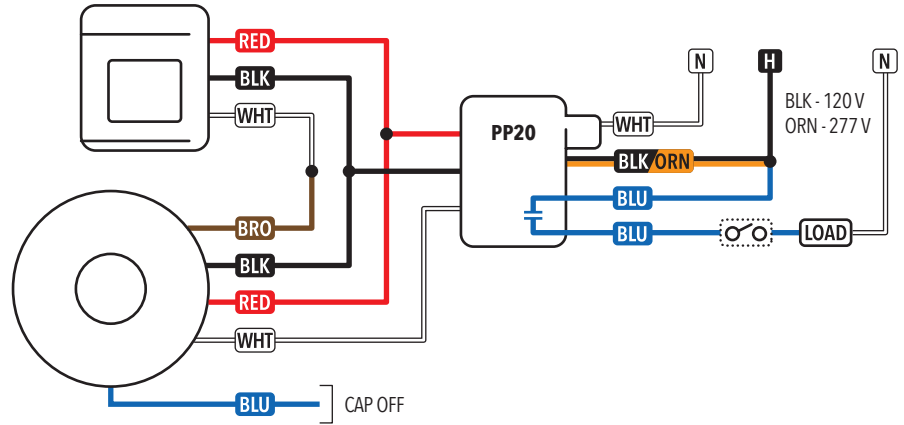 RED
N
H
N
BLK
BLK - 120 V
ORN - 277 V
WHT
PP20
WHT
BLK/ORN
BLU
BRO
BLU
LOAD
BLK
RED
WHT
BLU
CAP OFF